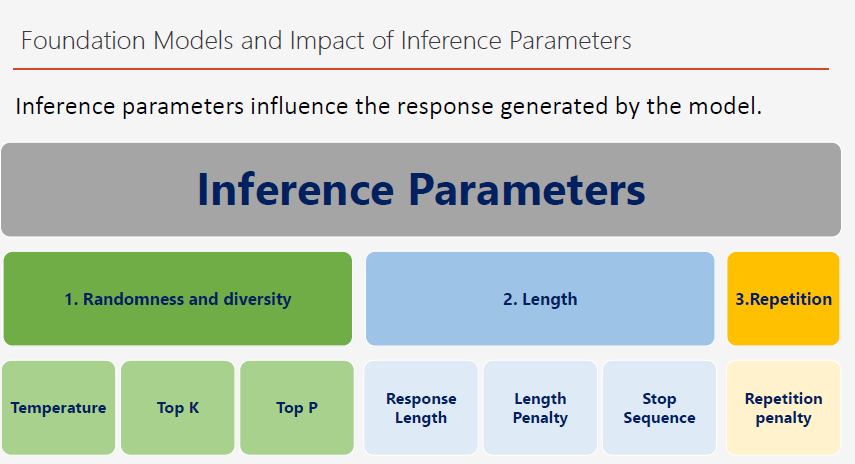 Foundation Models and Impact of Inference Parameters
Inference parameters influence the response generated by the model.
Inference Parameters
1. Randomness and diversity
2. Length
3.Repetition
Temperature
Top K
Top P
Response
Length
Length
Penalty
Stop
Sequence
Repetition
penalty